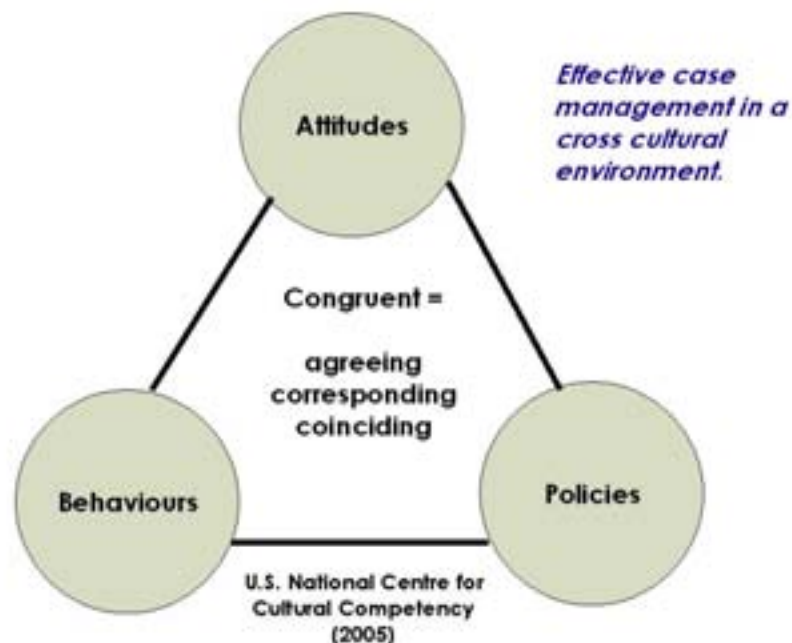 Attitudes
Effective case
management in a
cross cultural
environment.
Congruent =
agreeing
corresponding
coinciding
Behaviours
Policies
U.S. National Centre for
Cultural Competency
(2005)